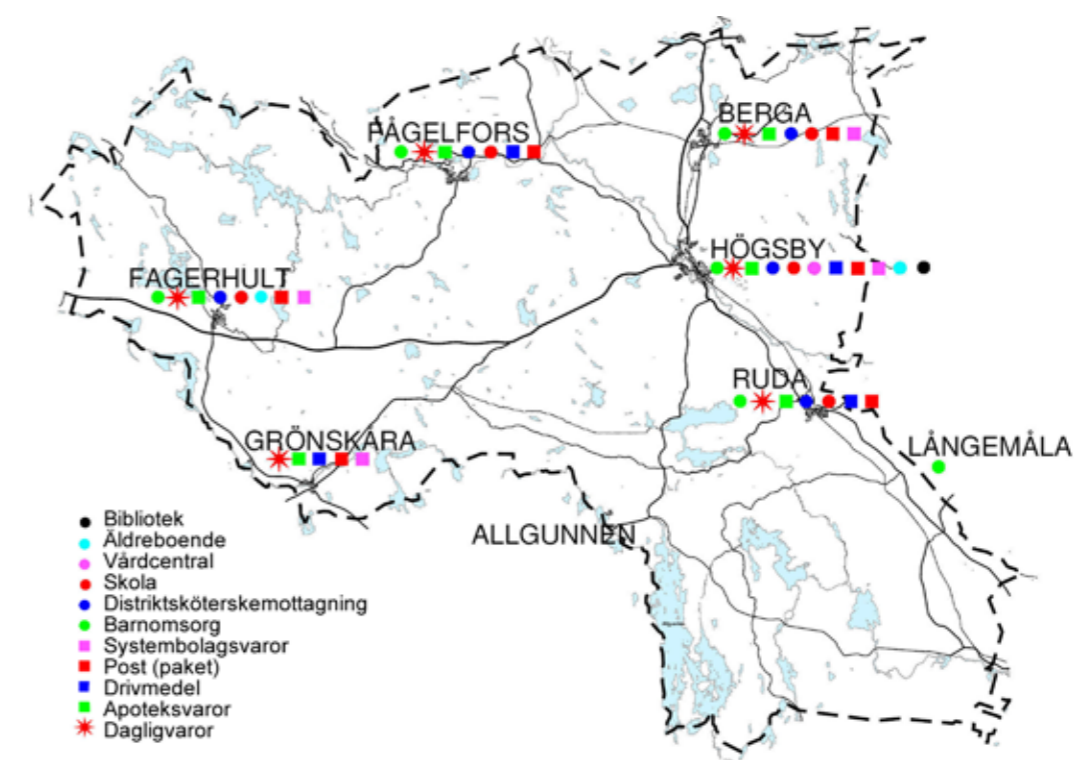 BERGA
FÅGELFORS
HÖGSBY
FAGERHULT
RUDA
GRÖNSKARA
LÅNGEMÅLA
ALLGUNNEN
Bibliotek
Äldreboende
Vårdcentral
Skola
Distriktsköterskemottagning
Barnomsorg
Systembolagsvaror
Post (paket)
Drivmedel
Apoteksvaror
Dagligvaror